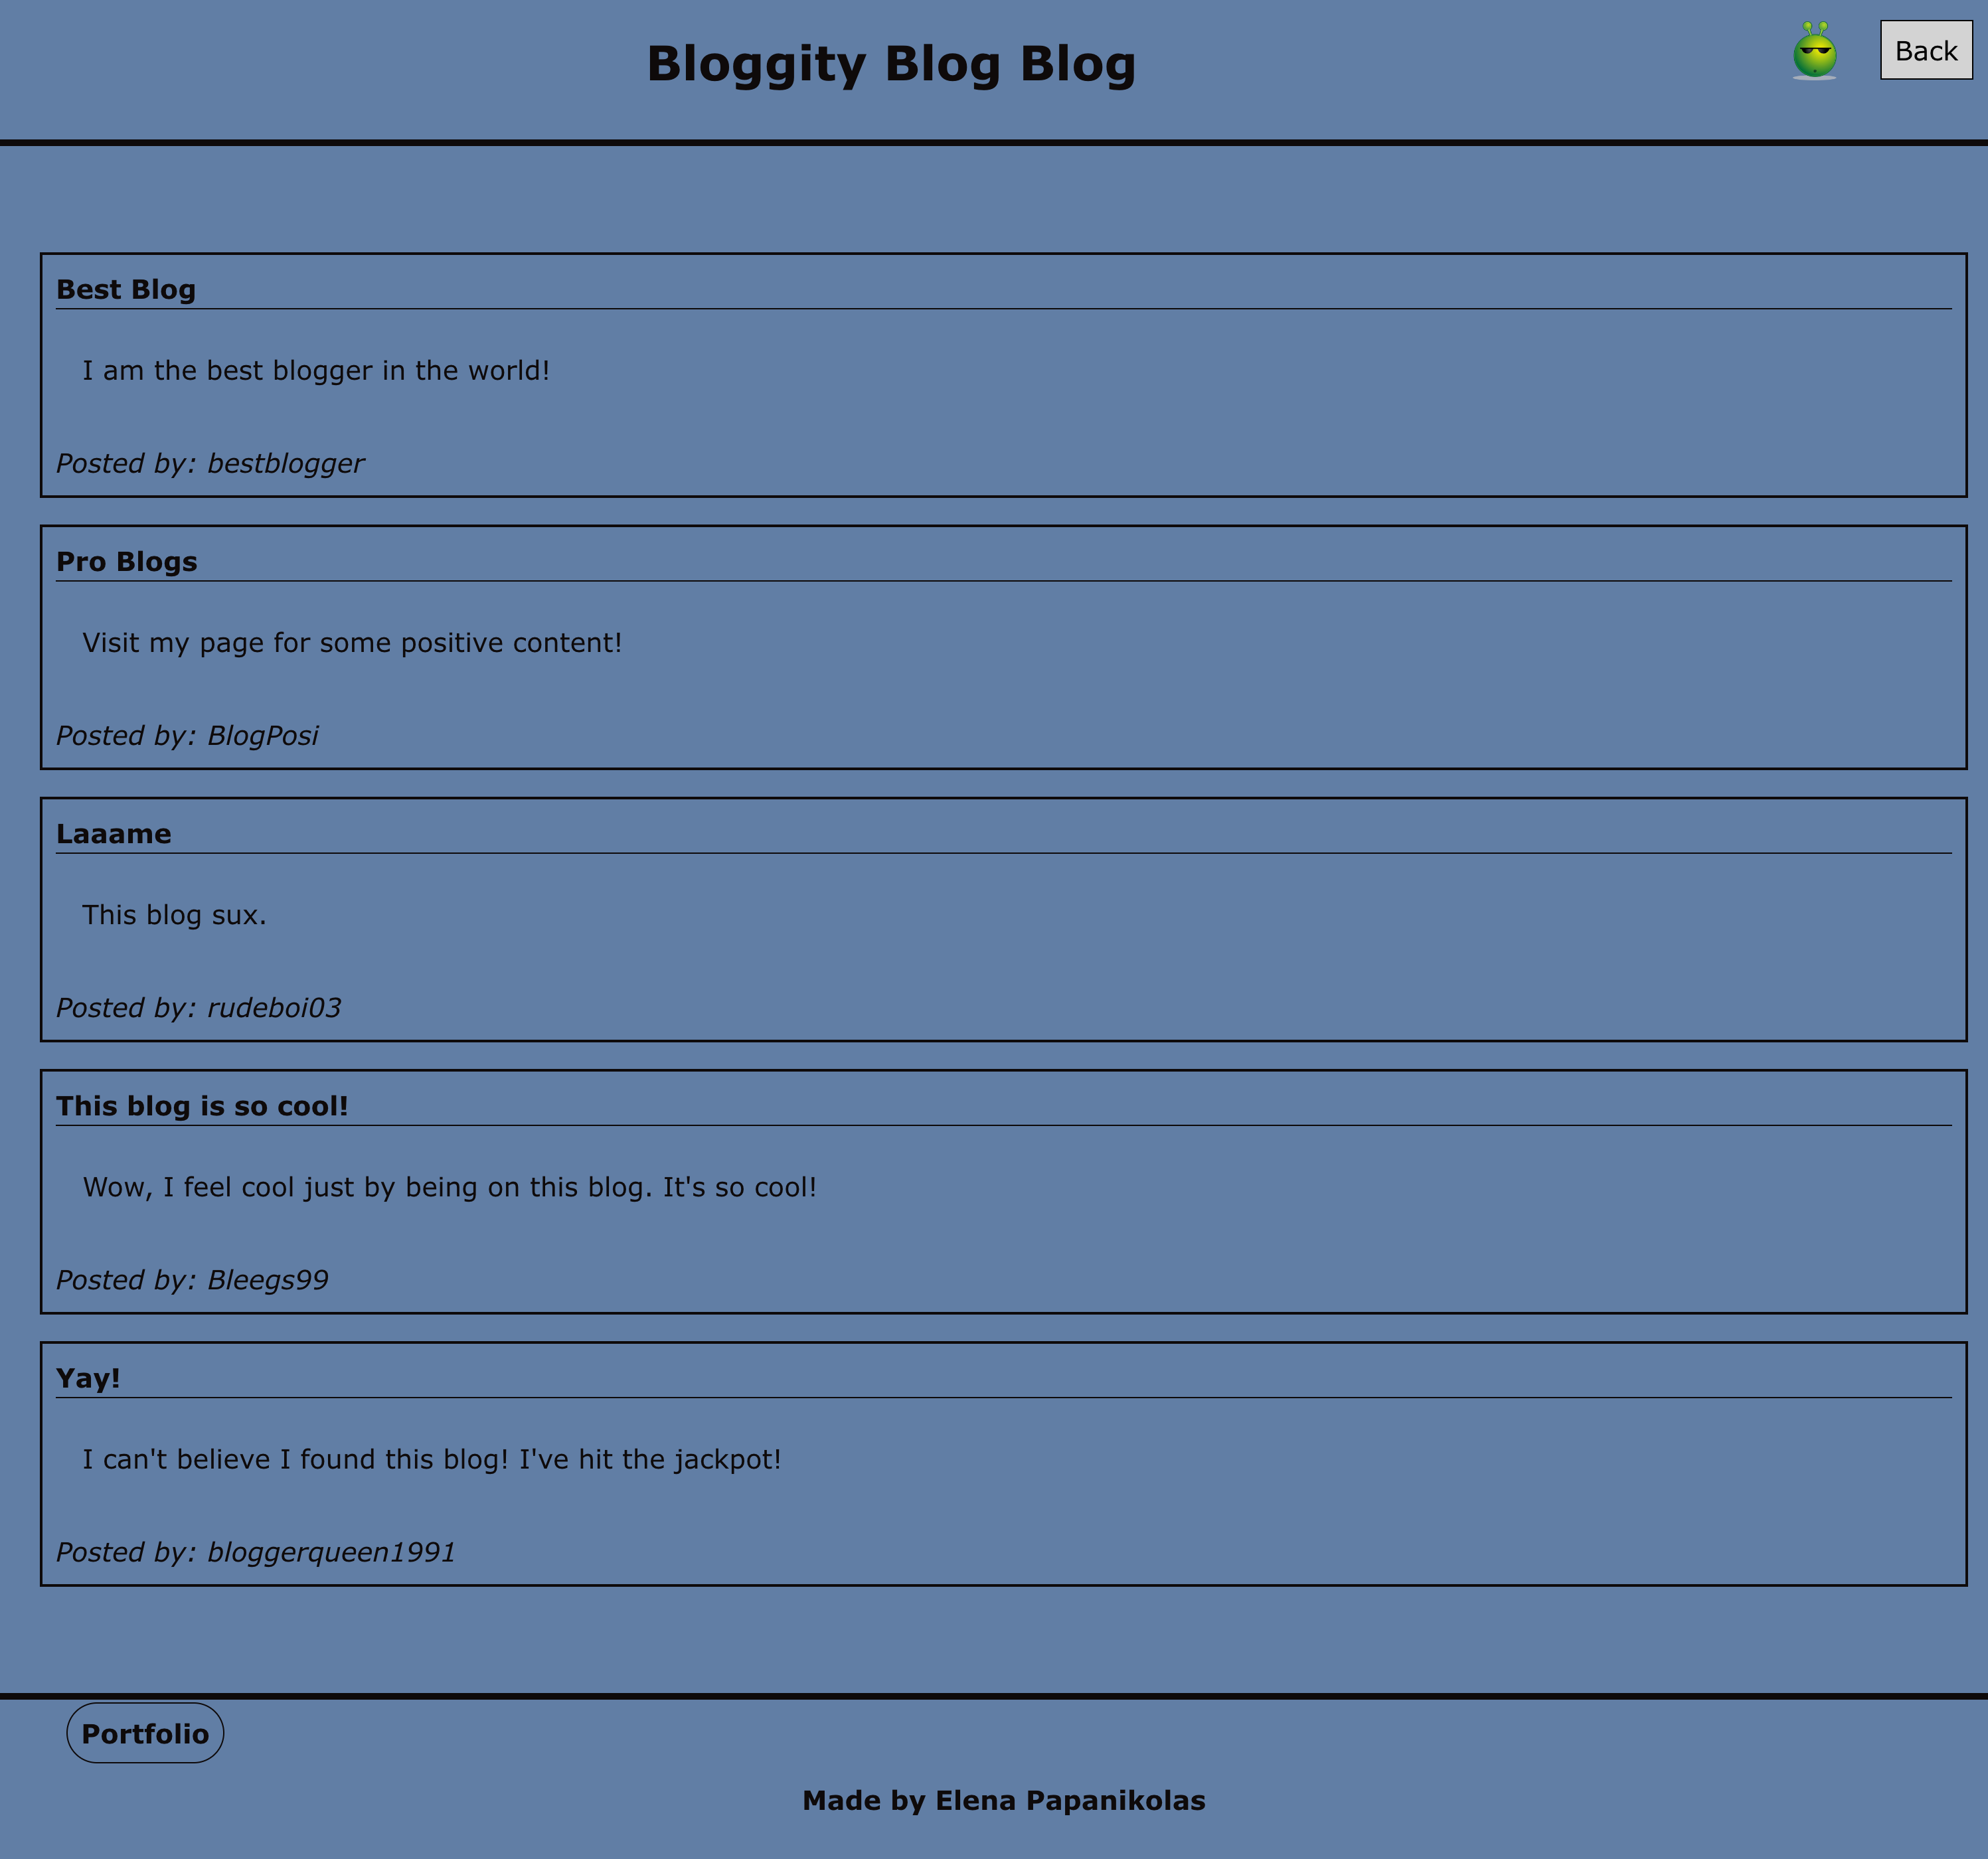 Bloggity Blog Blog
Back
Best Blog
I am the best blogger in the world!
Posted by: bestblogger
Pro Blogs
Visit my page for some positive content!
Posted by: BlogPosi
Laaame
This blog sux.
Posted by: rudeboi03
This blog is so cool!
Wow, I feel cool just by being on this blog. It's so cool!
Posted by: Bleegs99
Yay!
I can't believe I found this blog! I've hit the jackpot!
Posted by: bloggerqueen1991
Portfolio
Made by Elena Papanikolas